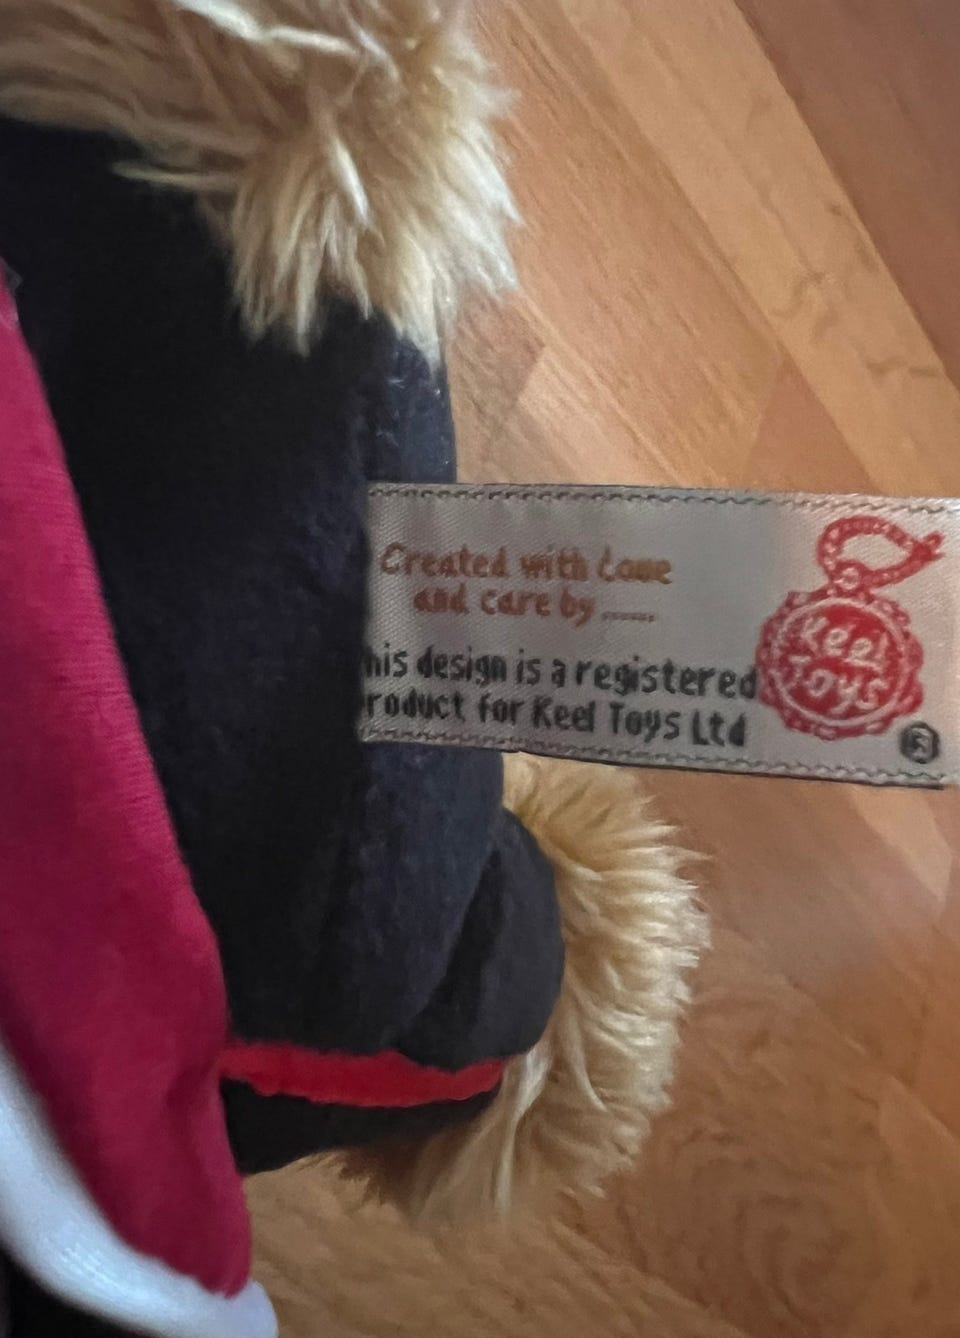 Created with Love
and care by ......
his design is a registered
roduct for Keel Toys Ltd
Keel
Toys
®